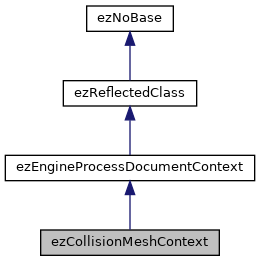 ezNoBase
ezReflectedClass
ezEngineProcessDocumentContext
ezCollisionMeshContext